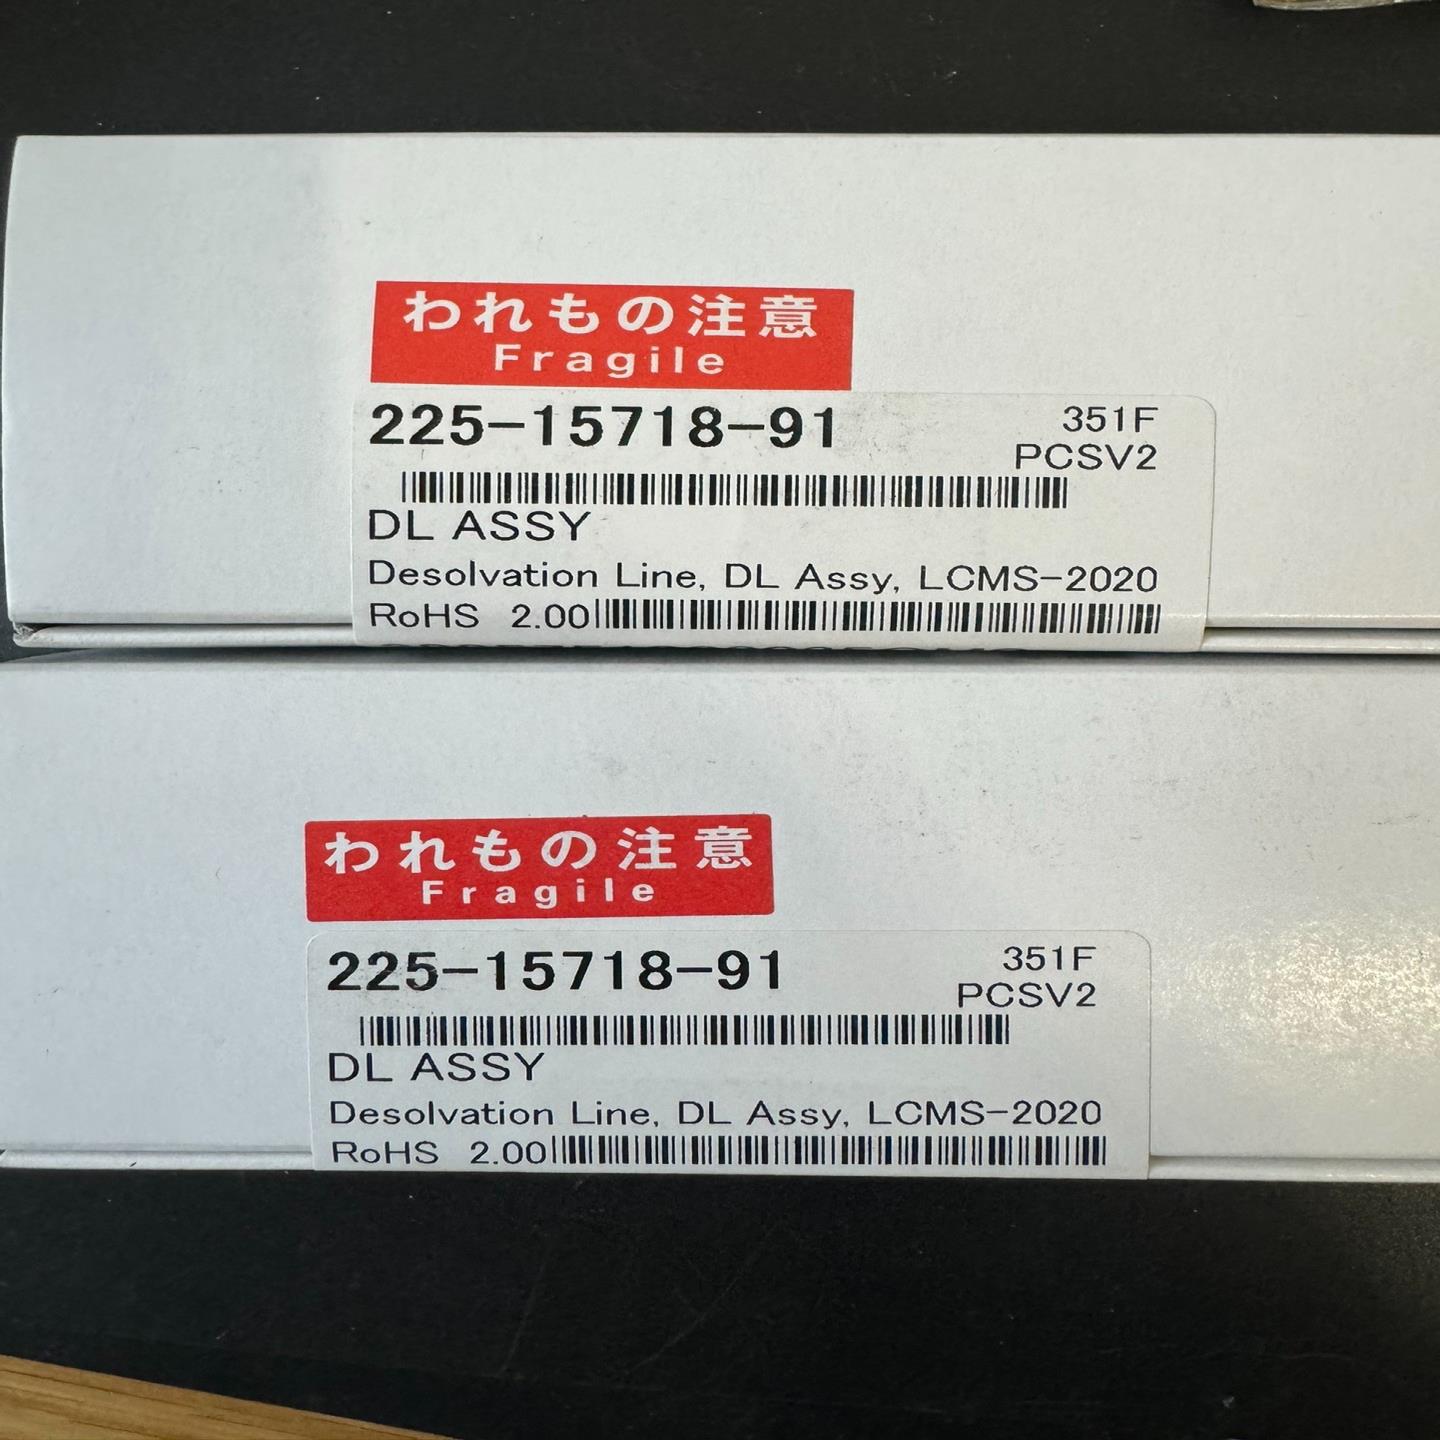 われもの注意
Fragile
225-15718-91
351F
PCSV2
DL ASSY
Desolvation Line, DL Assy, LCMS-2020
RoHS 2.00
われもの注意
Fragile
225-15718-91
351F
PCSV2
DL ASSY
Desolvation Line, DL Assy, LCMS-2020
RoHS 2.00